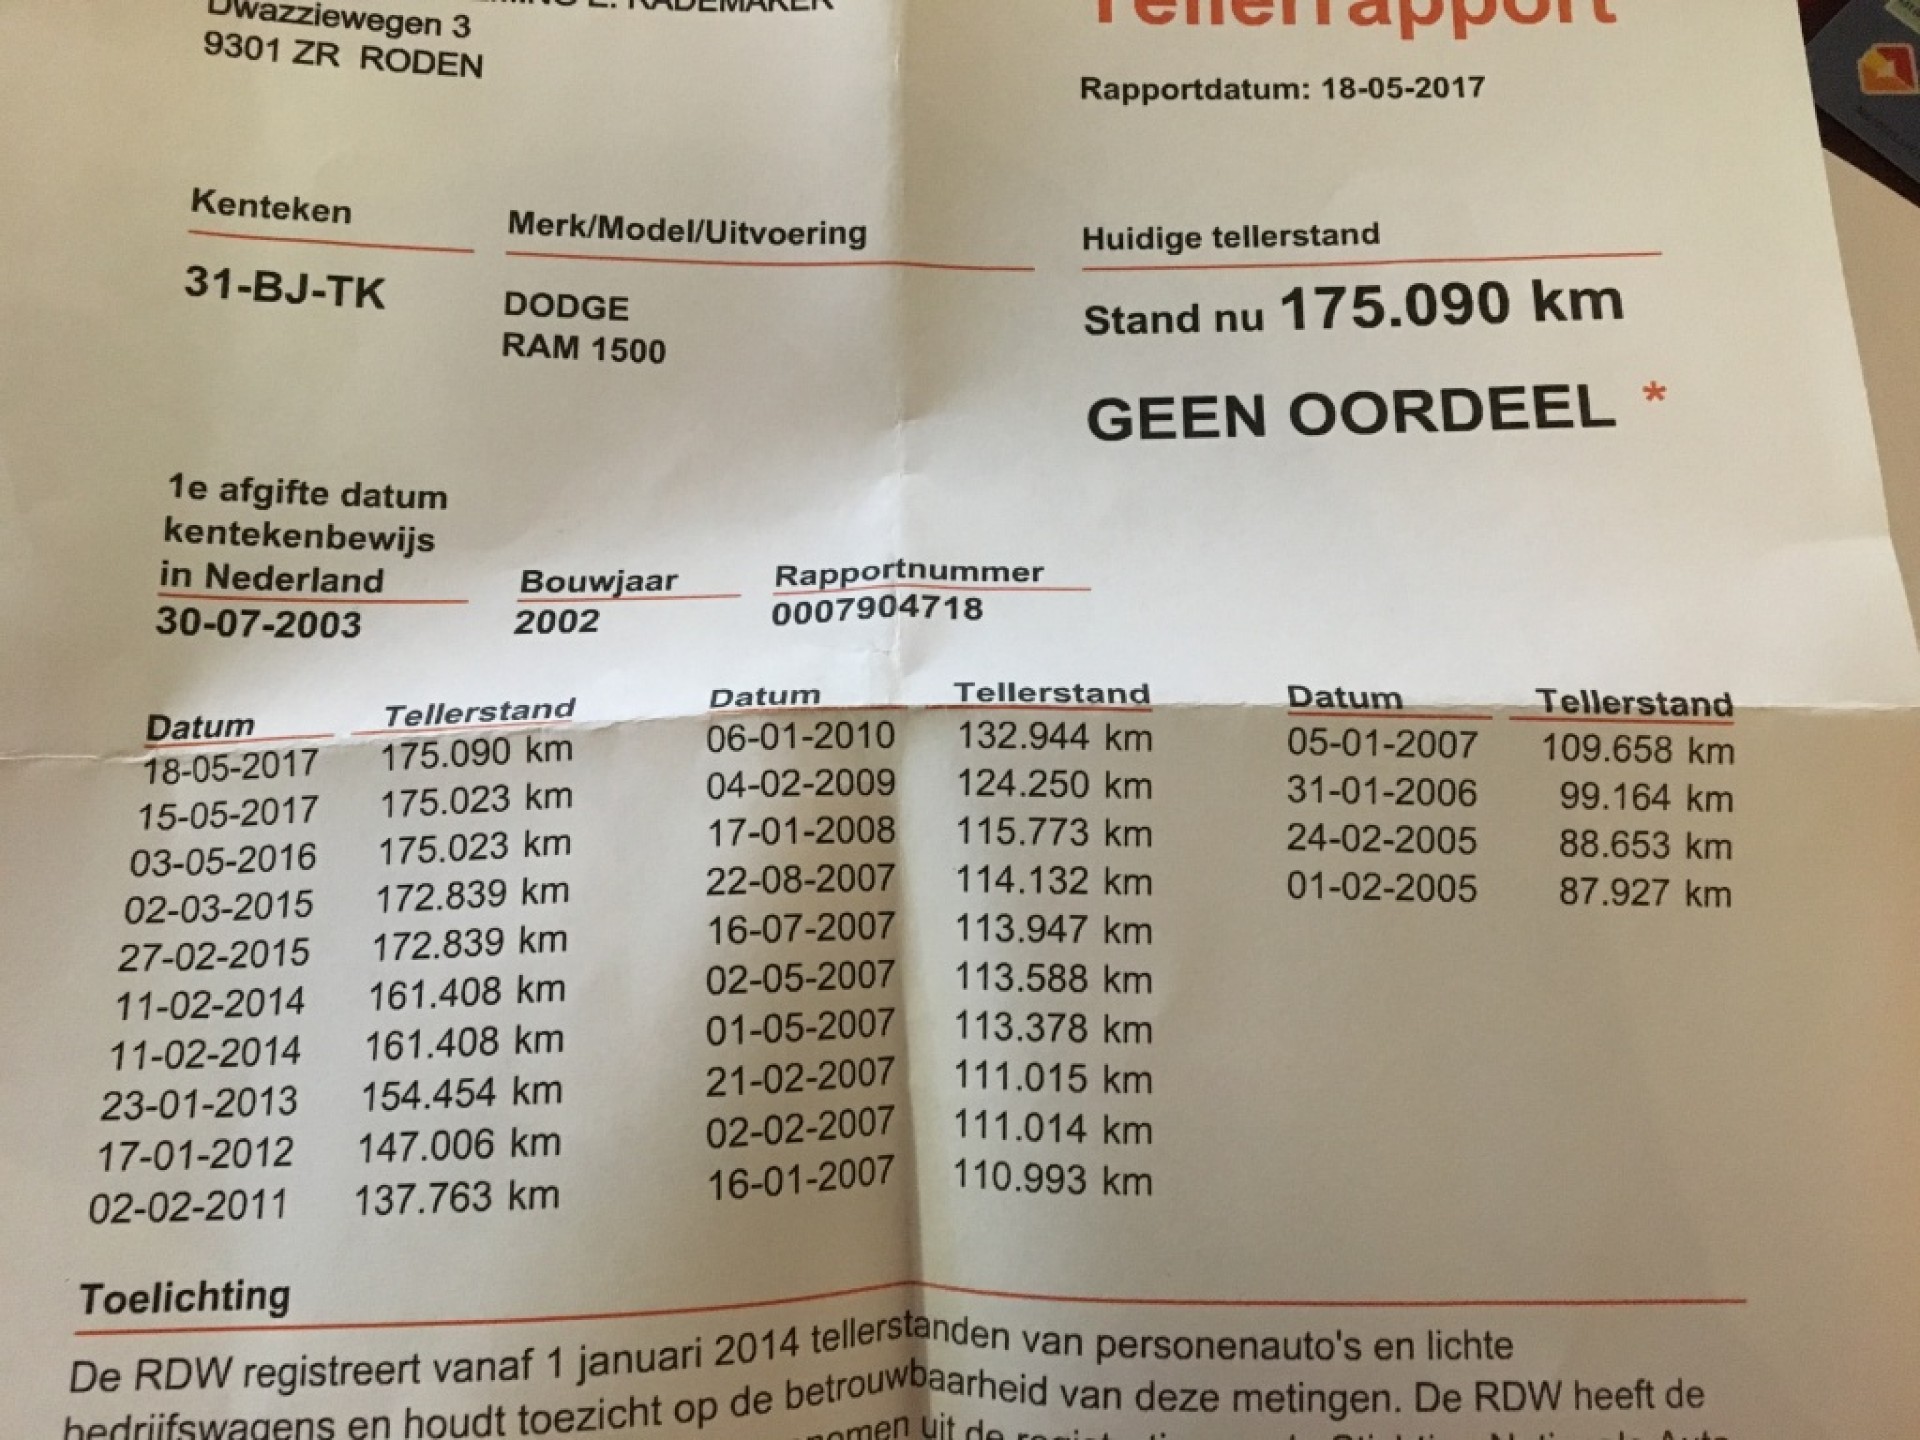 L. RADEMAKER
Dwazziewegen 3
9301 ZR RODEN
Tellerrapport
Rapportdatum: 18-05-2017
Kenteken
31-BJ-TK
Merk/Model/Uitvoering
DODGE
RAM 1500
Huidige tellerstand
Stand nu 175.090 km
GEEN OORDEEL *
1e afgifte datum
kentekenbewijs
in Nederland
30-07-2003
Bouwjaar
2002
Rapportnummer
0007904718
Datum Tellerstand
18-05-2017 175.090 km
15-05-2017 175.023 km
03-05-2016 175.023 km
02-03-2015 172.839 km
27-02-2015 172.839 km
11-02-2014 161.408 km
11-02-2014 161.408 km
23-01-2013 154.454 km
17-01-2012 147.006 km
02-02-2011 137.763 km
Datum Tellerstand
06-01-2010 132.944 km
04-02-2009 124.250 km
17-01-2008 115.773 km
22-08-2007 114.132 km
16-07-2007 113.947 km
02-05-2007 113.588 km
01-05-2007 113.378 km
21-02-2007 111.015 km
02-02-2007 111.014 km
16-01-2007 110.993 km
Datum Tellerstand
05-01-2007 109.658 km
31-01-2006 99.164 km
24-02-2005 88.653 km
01-02-2005 87.927 km
Toelichting
De RDW registreert vanaf 1 januari 2014 tellerstanden van personenauto's en lichte
bedrijfswagens en houdt toezicht op de betrouwbaarheid van deze metingen. De RDW heeft de
uit de